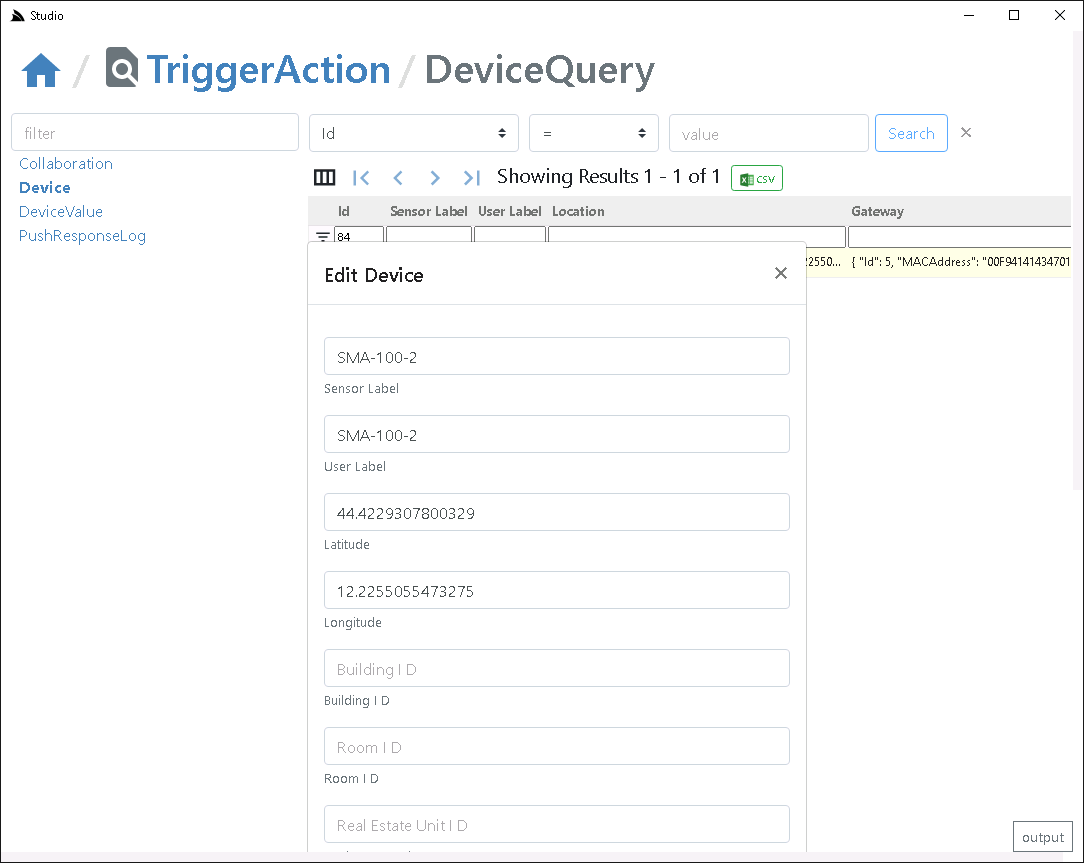 Studio
/ TriggerAction / DeviceQuery
filter
Id
=
value
Search
Collaboration
Device
DeviceValue
PushResponseLog
Showing Results 1 - 1 of 1
csv
Id Sensor Label User Label Location Gateway
84
2550... { "Id": 5, "MACAddress": "00F94141434701
Edit Device
SMA-100-2
Sensor Label
SMA-100-2
User Label
44.4229307800329
Latitude
12.2255055473275
Longitude
Building I D
Building I D
Room I D
Room I D
Real Estate Unit I D
output